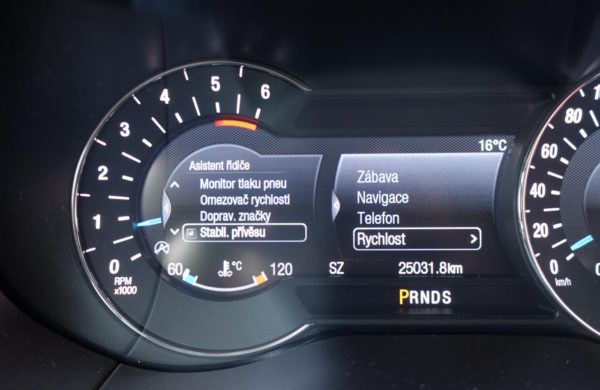 5
6
4
3
2
1
0
RPM
x1000
Asistent řidiče
Monitor tlaku pneu
Omezovač rychlosti
Doprav. značky
Stabil. přívěsu
60 °C 120
16°C
Zábava
Navigace
Telefon
Rychlost >
SZ 25031.8km
PRNDS
80
60
40
20
0
km/h